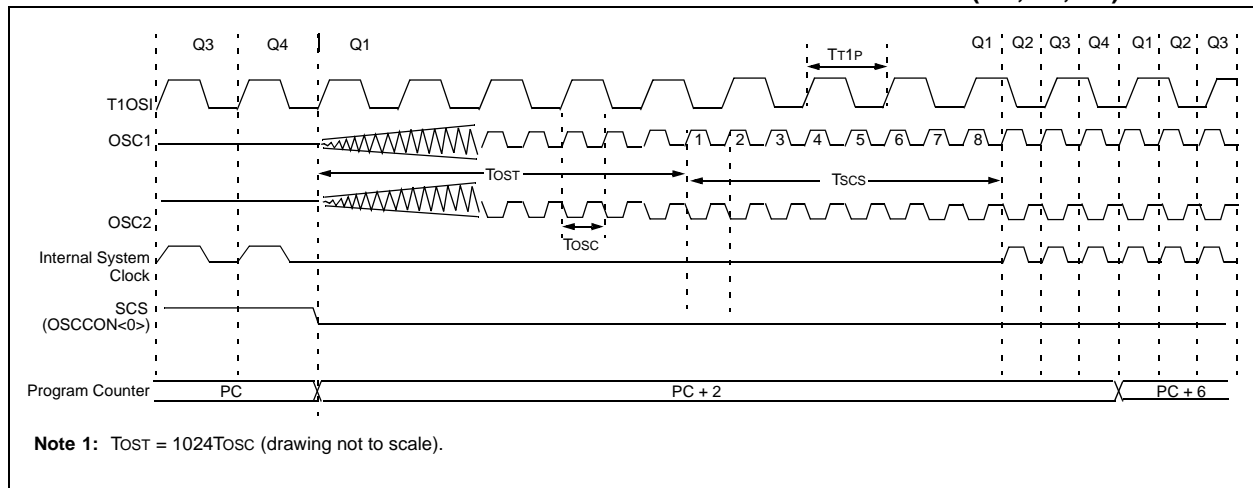 Q3 Q4 Q1 Q1 Q2 Q3 Q4 Q1 Q2 Q3
TT1P
T1OSI
OSC1
1 2 3 4 5 6 7 8
TOST
TSCS
OSC2
TOSC
Internal System
Clock
SCS
(OSCCON<0>)
Program Counter PC PC + 2 PC + 6
Note 1: TOST = 1024TOSC (drawing not to scale).